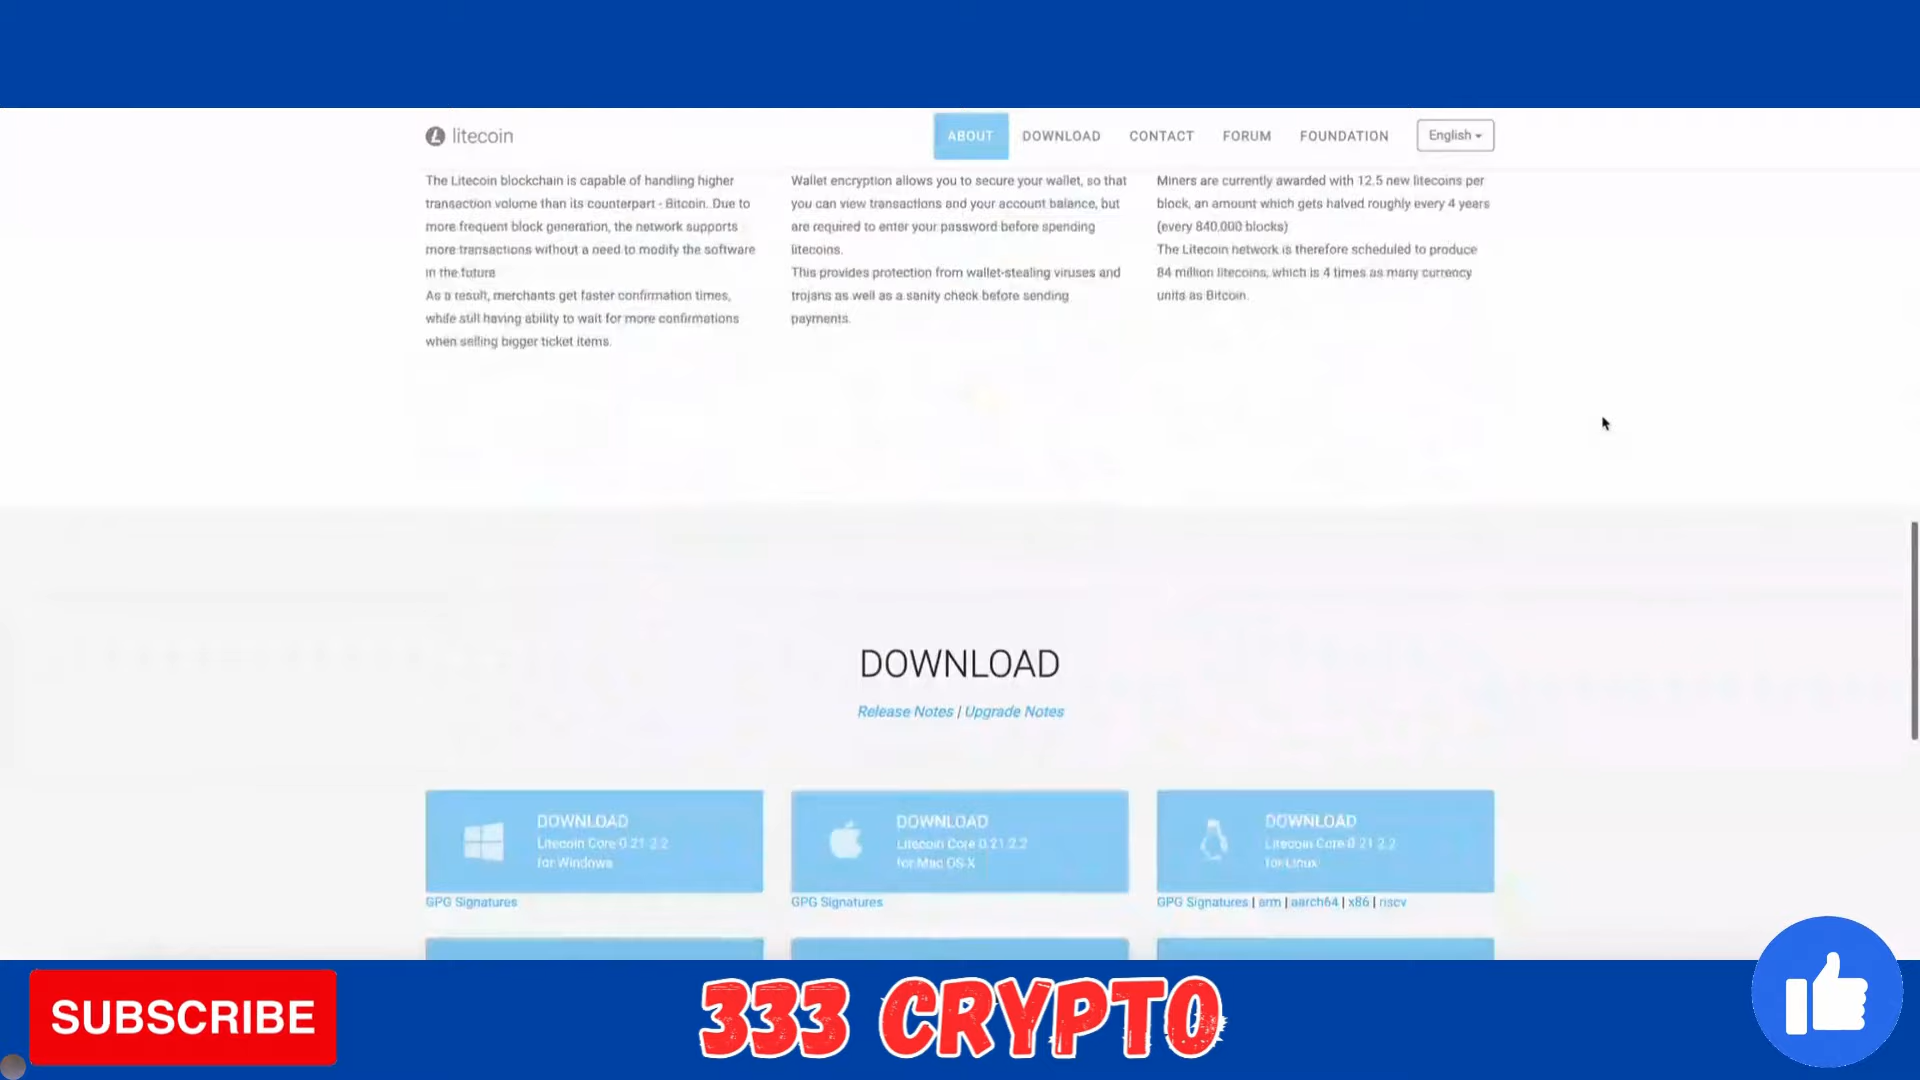 litecoin
ABOUT DOWNLOAD CONTACT FORUM FOUNDATION English
The Litecoin blockchain is capable of handling higher
transaction volume than its counterpart - Bitcoin. Due to
more frequent block generation, the network supports
more transactions without a need to modify the software
in the future
As a result, merchants get faster confirmation times,
while still having ability to wait for more confirmations
when selling bigger ticket items.
Wallet encryption allows you to secure your wallet, so that
you can view transactions and your account balance, but
are required to enter your password before spending
litecoins.
This provides protection from wallet-stealing viruses and
trojans as well as a sanity check before sending
payments.
Miners are currently awarded with 12.5 new litecoins per
block, an amount which gets halved roughly every 4 years
(every 840,000 blocks)
The Litecoin network is therefore scheduled to produce
84 million litecoins, which is 4 times as many currency
units as Bitcoin.
DOWNLOAD
Release Notes | Upgrade Notes
DOWNLOAD
Litecoin Core 0.21.2.2
for Windows
GPG Signatures
DOWNLOAD
Litecoin Core 0.21.2.2
for Mac OS X
GPG Signatures
DOWNLOAD
Litecoin Core 0.21.2.2
for Linux
GPG Signatures | arm | aarch64 | x86 | riscv
SUBSCRIBE
333 CRYPTO